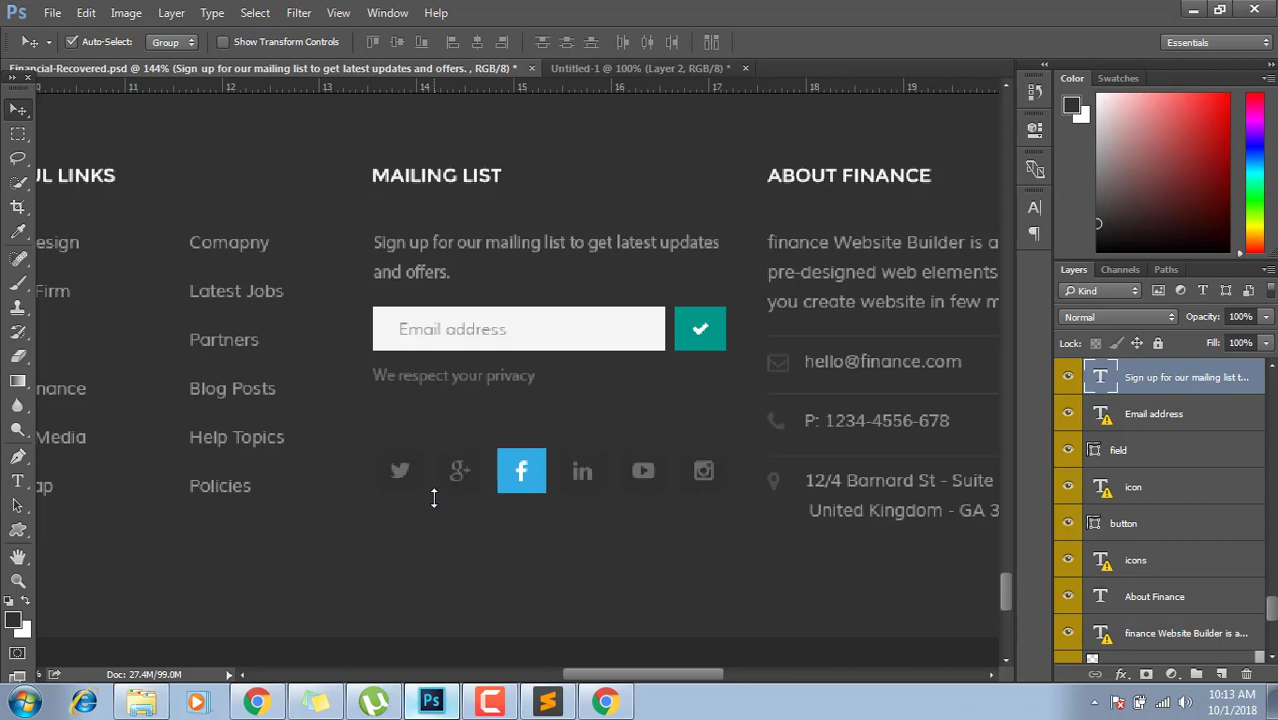 Ps File Edit Image Layer Type Select Filter View Window Help
Auto-Select: Group Show Transform Controls Essentials
Financial-Recovered.psd @ 144% (Sign up for our mailing list to get latest updates and offers. , RGB/8) * × Untitled-1 @ 100% (Layer 2, RGB/8) * ×
11 12 13 14 15 16 17 18 19
Color Swatches
UL LINKS
esign
Firm
nance
Media
ap
Comapny
Latest Jobs
Partners
Blog Posts
Help Topics
Policies
MAILING LIST
Sign up for our mailing list to get latest updates
and offers.
Email address
We respect your privacy
ABOUT FINANCE
finance Website Builder is a
pre-designed web elements
you create website in few m
hello@finance.com
P: 1234-4556-678
12/4 Barnard St - Suite
United Kingdom - GA 3
Layers Channels Paths
Kind
Normal Opacity: 100%
Lock: Fill: 100%
Sign up for our mailing list t...
Email address
field
icon
button
icons
About Finance
finance Website Builder is a...
Doc: 27.4M/99.0M
Ps
10:13 AM
10/1/2018